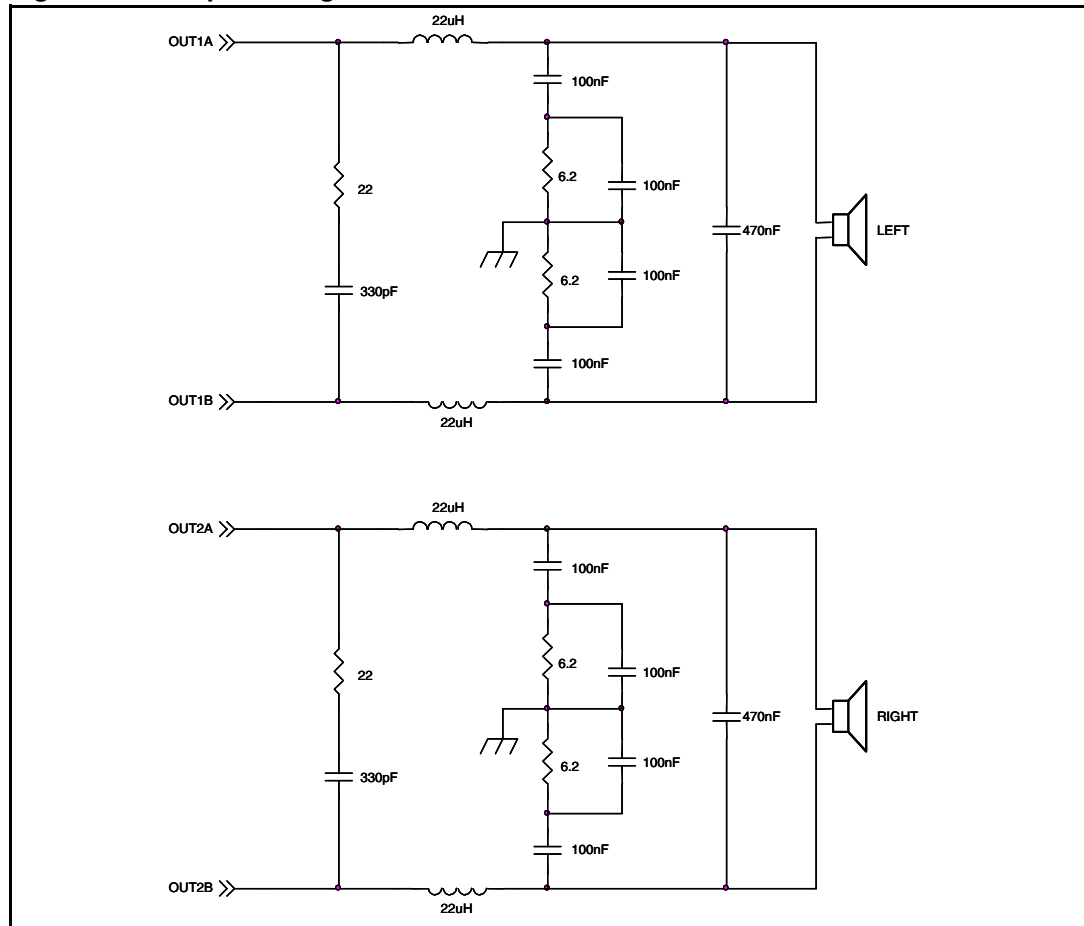 22uH
OUT1A
100nF
6.2
100nF
22
470nF
LEFT
6.2
100nF
330pF
100nF
OUT1B
22uH
22uH
OUT2A
100nF
6.2
100nF
22
470nF
RIGHT
6.2
100nF
330pF
100nF
OUT2B
22uH